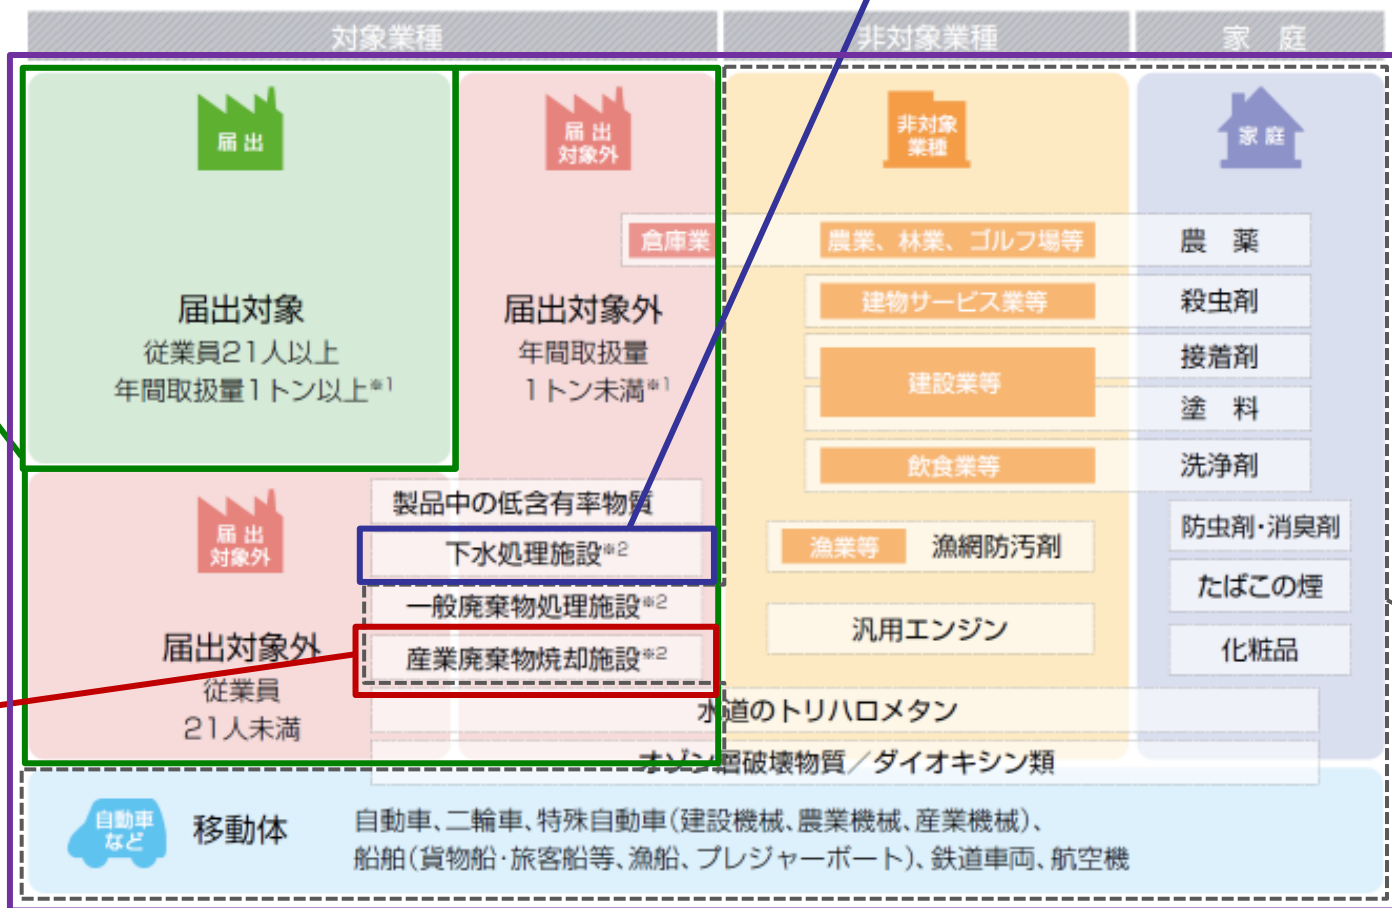 対象業種
非対象業種
家 庭
届 出
届 出
対象外
非対象
業種
家 庭
倉庫業
農業、林業、ゴルフ場等
農 薬
届出対象
従業員21人以上
年間取扱量1トン以上※1
届出対象外
年間取扱量
1トン未満※1
建物サービス業等
殺虫剤
建設業等
接着剤
塗 料
飲食業等
洗浄剤
製品中の低含有率物質
下水処理施設※2
一般廃棄物処理施設※2
産業廃棄物焼却施設※2
届 出
対象外
届出対象外
従業員
21人未満
漁業等
漁網防汚剤
汎用エンジン
防虫剤・消臭剤
たばこの煙
化粧品
水道のトリハロメタン
オゾン層破壊物質／ダイオキシン類
自動車
など
移動体
自動車、二輪車、特殊自動車(建設機械、農業機械、産業機械)、
船舶(貨物船・旅客船等、漁船、プレジャーボート)、鉄道車両、航空機